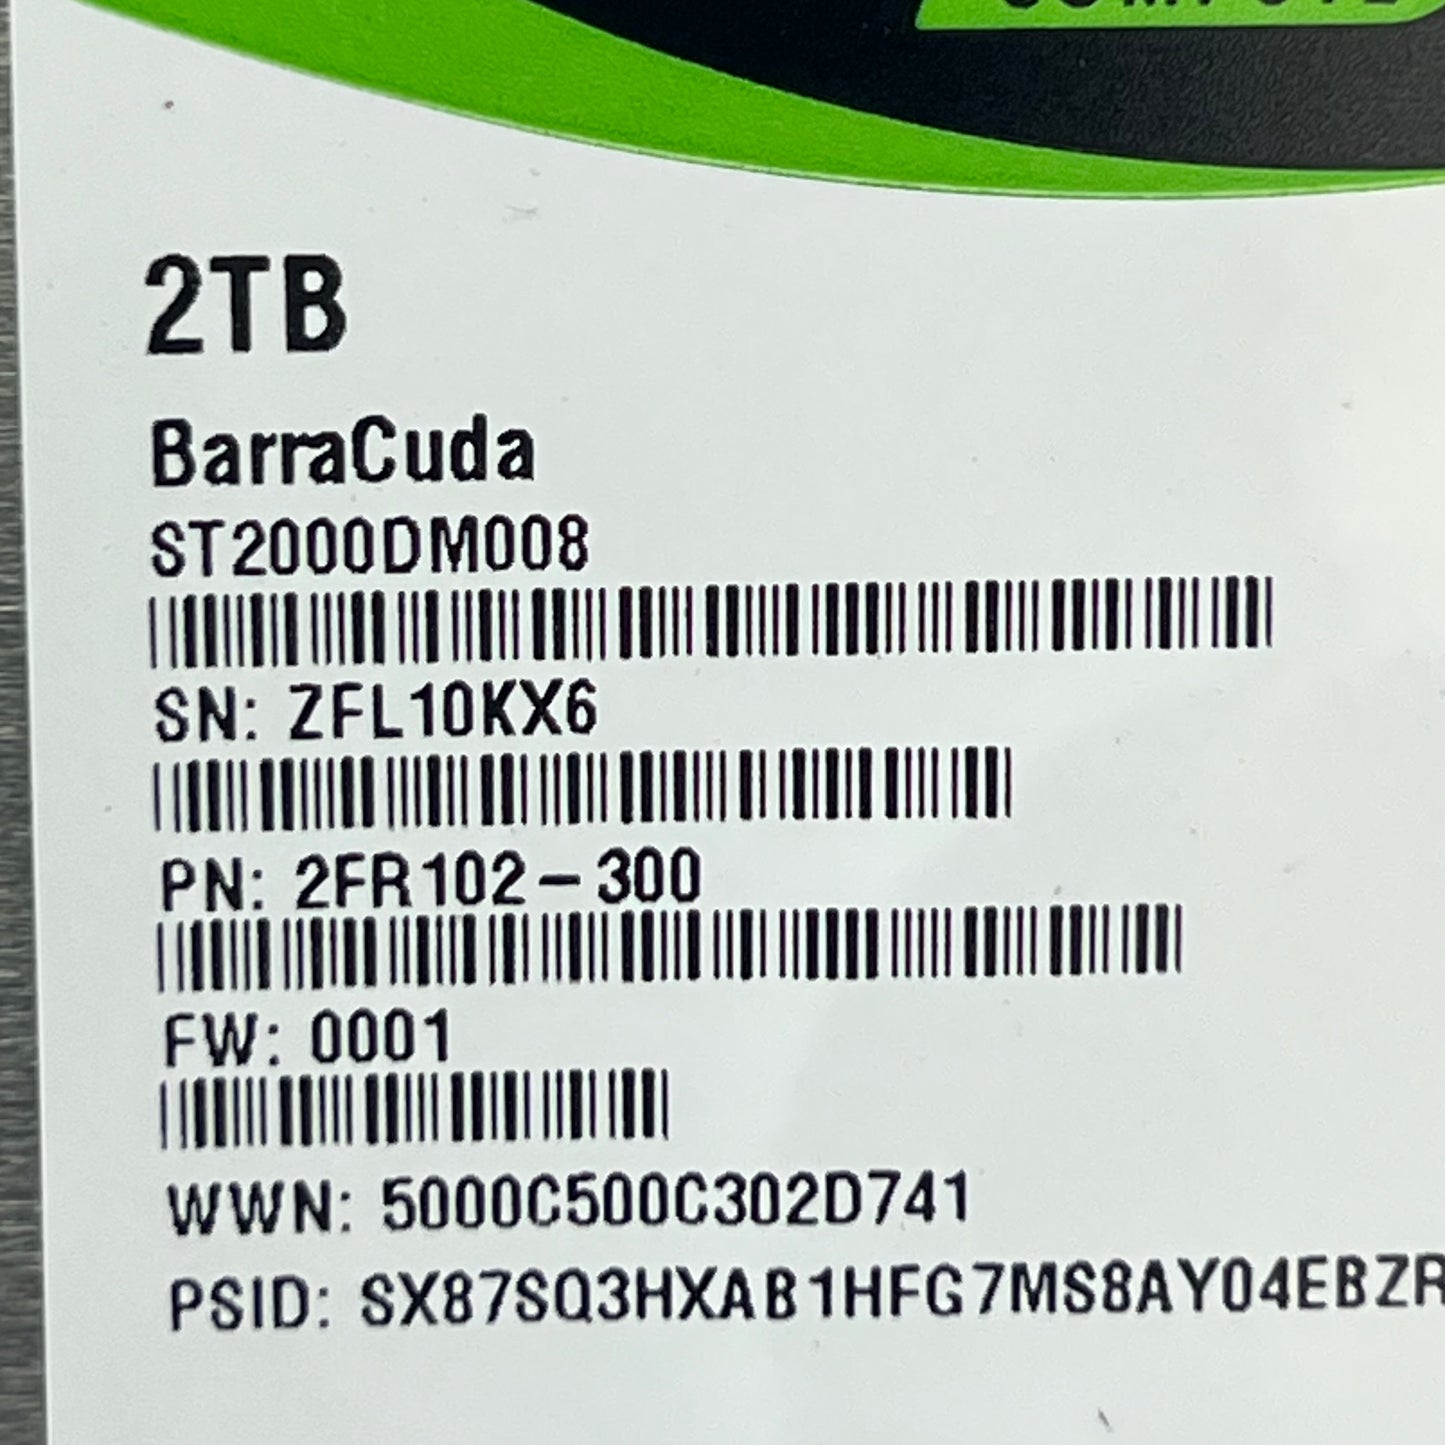 2TB
BarraCuda
ST2000DM008
SN: ZFL10KX6
PN: 2FR102-300
FW: 0001
WWN: 5000C500C302D741
PSID: SX87SQ3HXAB1HFG7MS8AY04EBZR